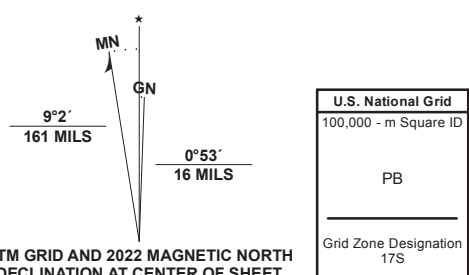 MN
GN
9°2´
161 MILS
0°53´
16 MILS
TM GRID AND 2022 MAGNETIC NORTH
DECLINATION AT CENTER OF SHEET
U.S. National Grid
100,000 - m Square ID
PB
Grid Zone Designation
17S